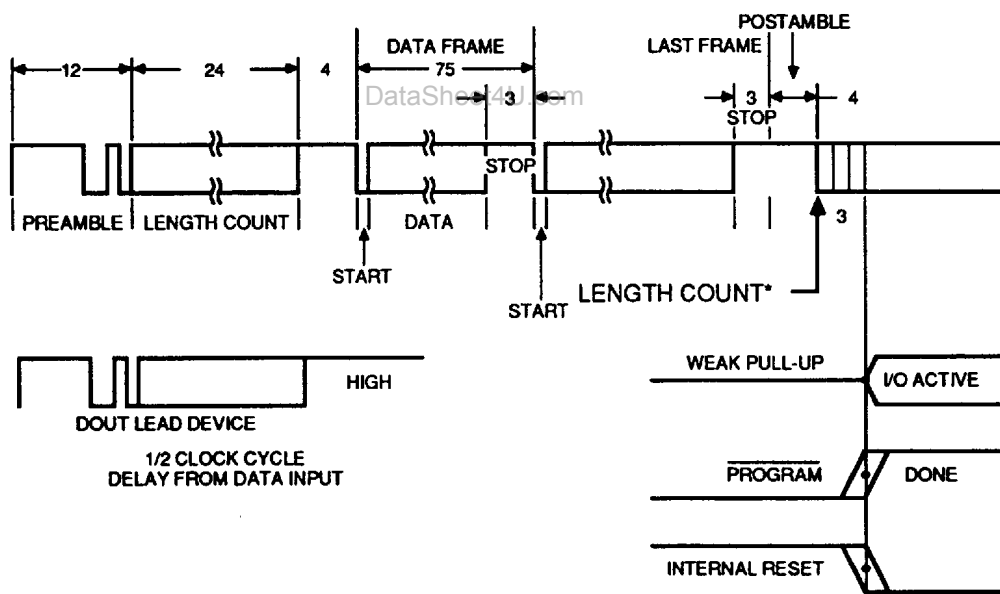 POSTAMBLE
DATA FRAME
LAST FRAME
12
24
4
75
DataSheet4U.com
3
3
4
STOP
STOP
PREAMBLE
LENGTH COUNT
DATA
3
START
START
LENGTH COUNT*
WEAK PULL-UP
I/O ACTIVE
HIGH
DOUT LEAD DEVICE
1/2 CLOCK CYCLE
DELAY FROM DATA INPUT
PROGRAM
DONE
INTERNAL RESET